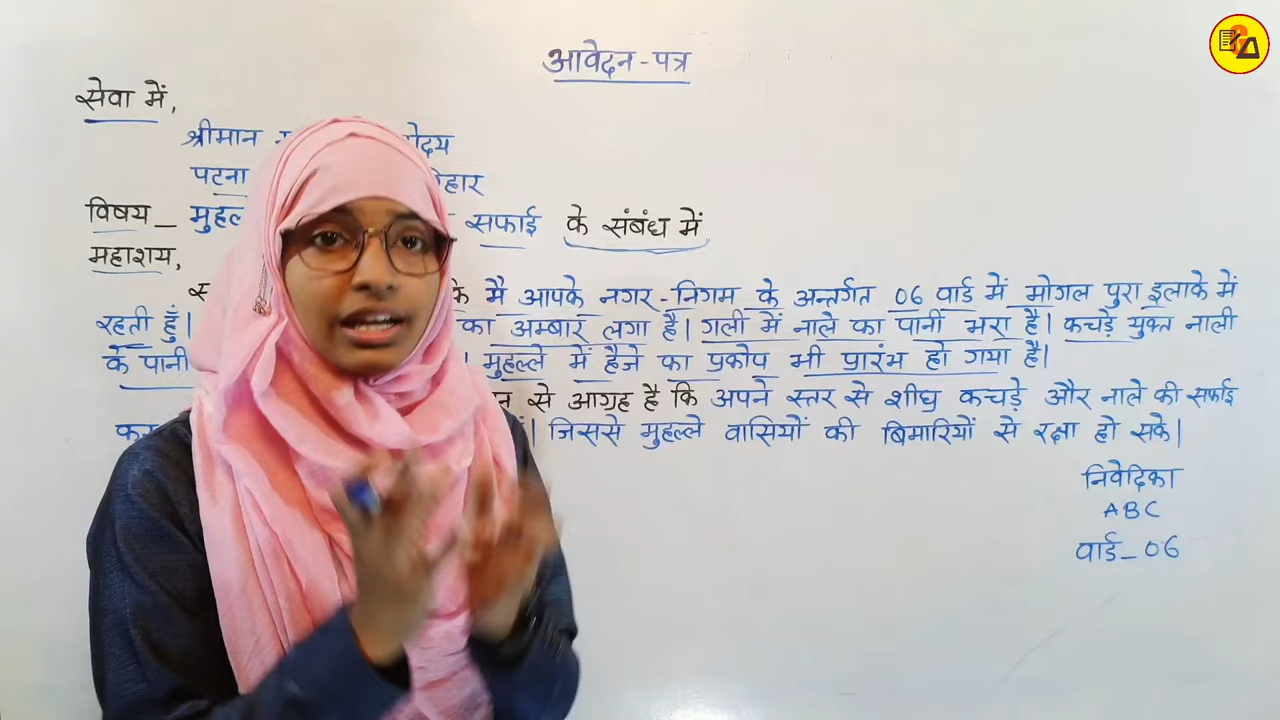 आवेदन-पत्र
सेवा में,
श्रीमान
पटना
विषय _ सफाई के संबंध में
महाशय,
मै आपके नगर-निगम के अन्तर्गत 06 वार्ड में मोगल पुरा इलाके में
रहती हुँ। का अम्बार लगा है। गली में नाले का पानी भरा है। कचड़े युक्त नाली
के पानी मुहल्ले में हैजे का प्रकोप भी प्रारंभ हो गया है।
से आग्रह है कि अपने स्तर से शीघ्र कचड़े और नाले की सफाई
जिससे मुहल्ले वासियों की बिमारियों से रक्षा हो सके।
निवेदिका
ABC
वार्ड_06